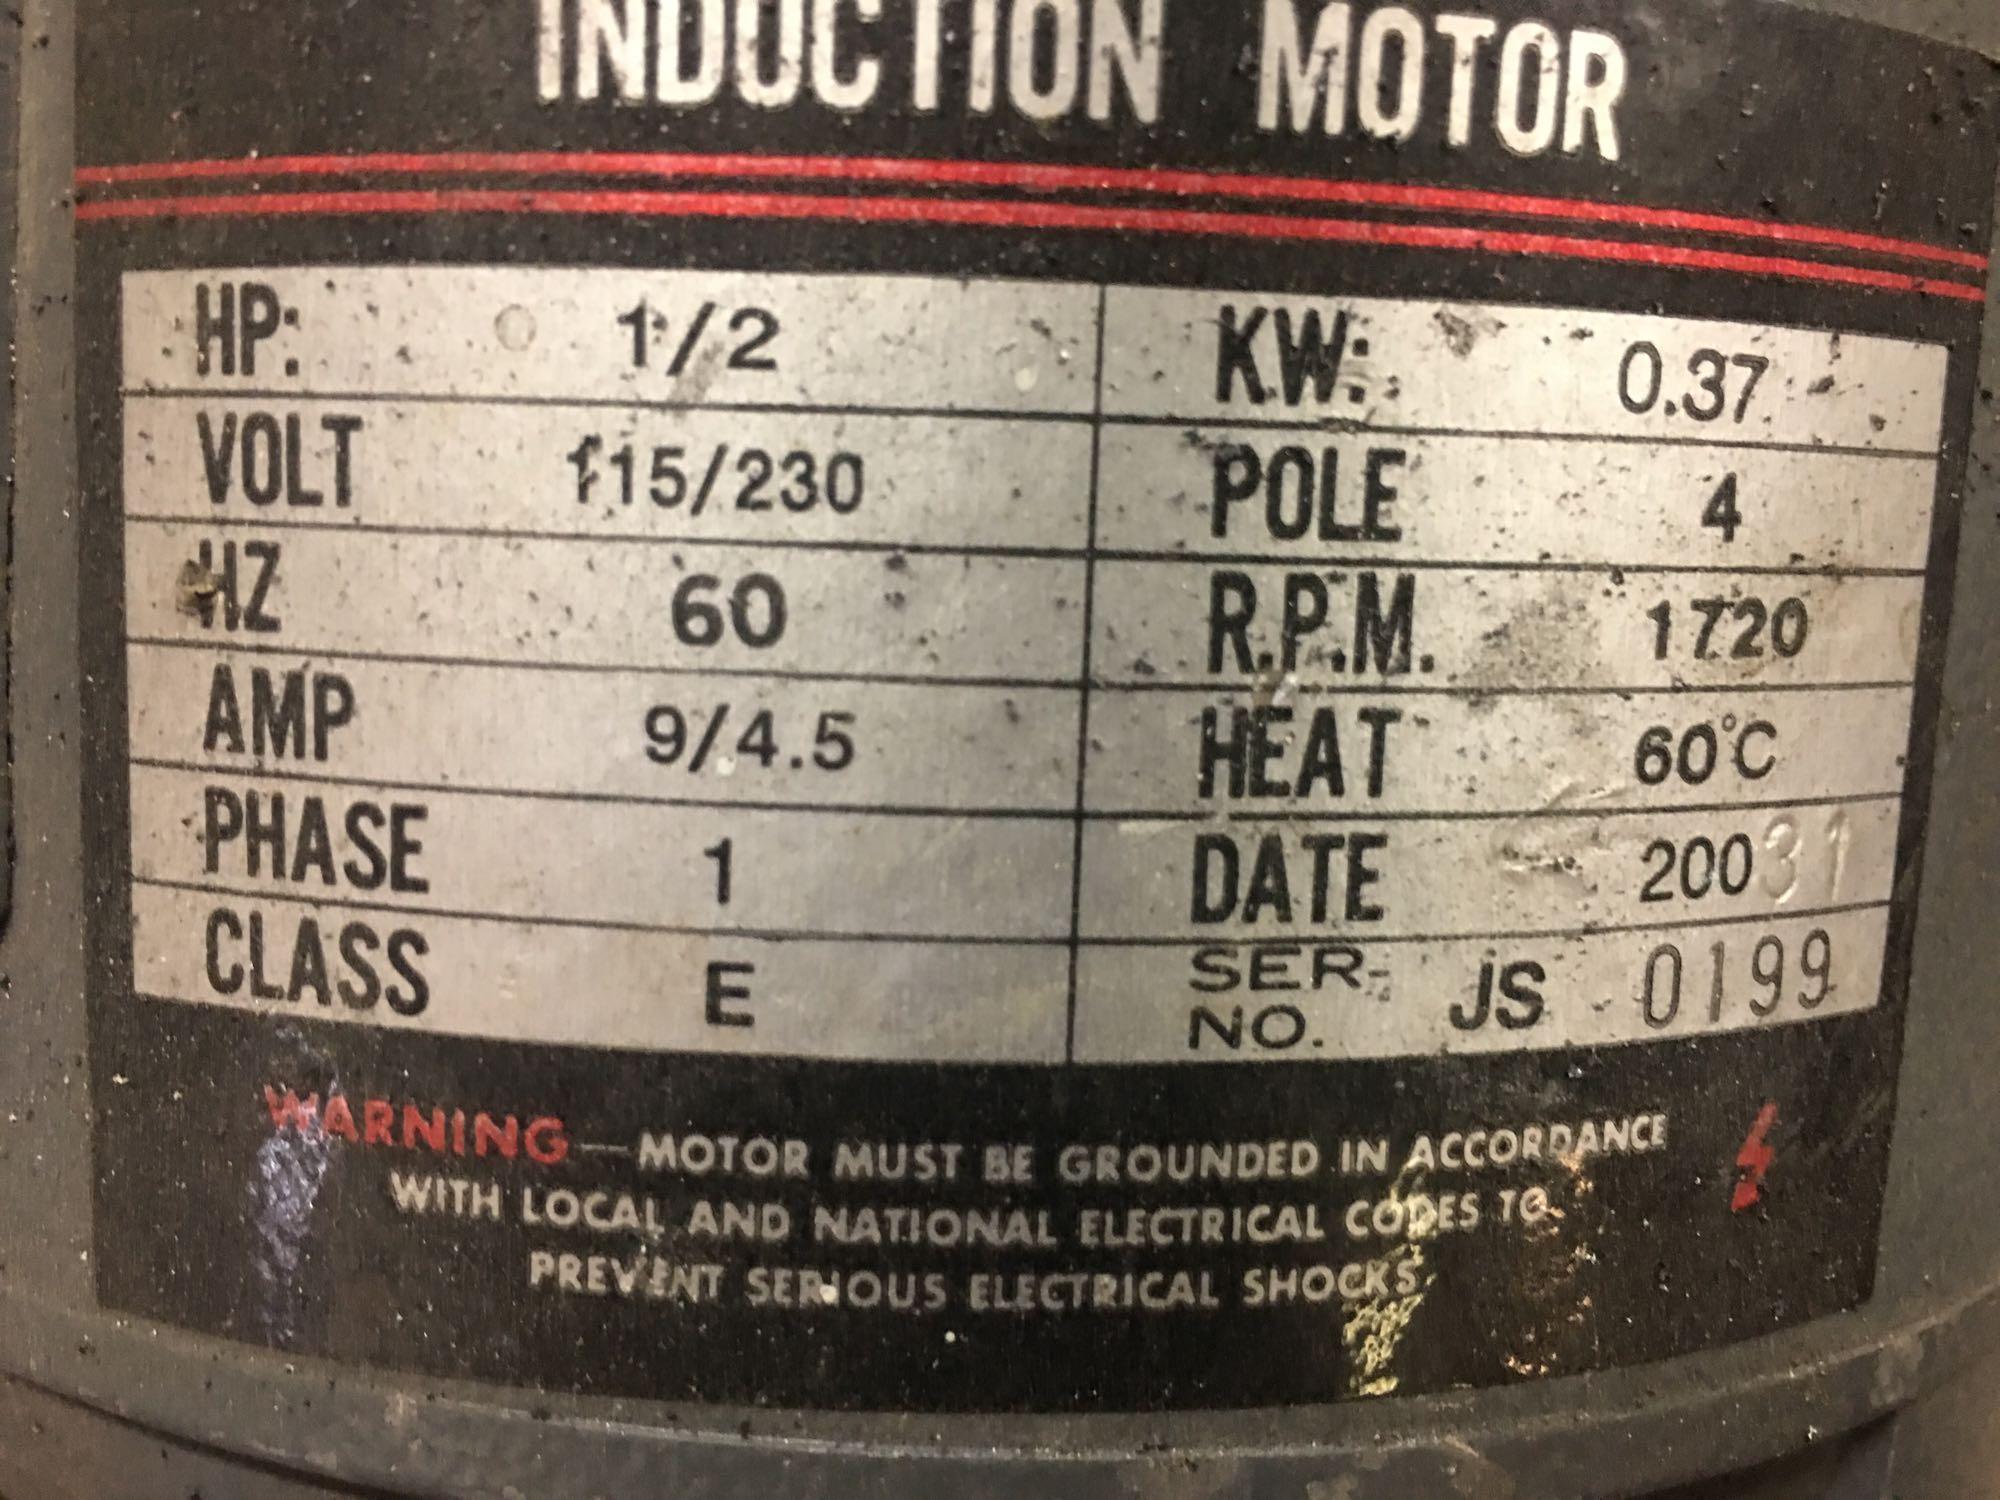 INDUCTION MOTOR
HP: 1/2 KW: 0.37
VOLT 115/230 POLE 4
HZ 60 R.P.M. 1720
AMP 9/4.5 HEAT 60°C
PHASE 1 DATE 20031
CLASS E SER. NO. JS 0199
WARNING—MOTOR MUST BE GROUNDED IN ACCORDANCE
WITH LOCAL AND NATIONAL ELECTRICAL CODES TO
PREVENT SERIOUS ELECTRICAL SHOCKS.